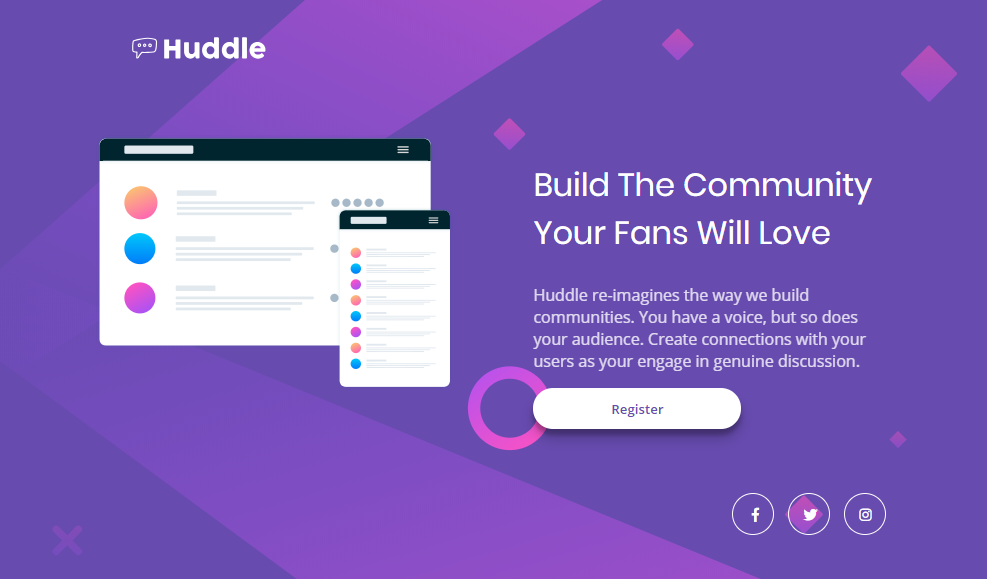 Huddle
Build The Community
Your Fans Will Love
Huddle re-imagines the way we build
communities. You have a voice, but so does
your audience. Create connections with your
users as your engage in genuine discussion.
Register